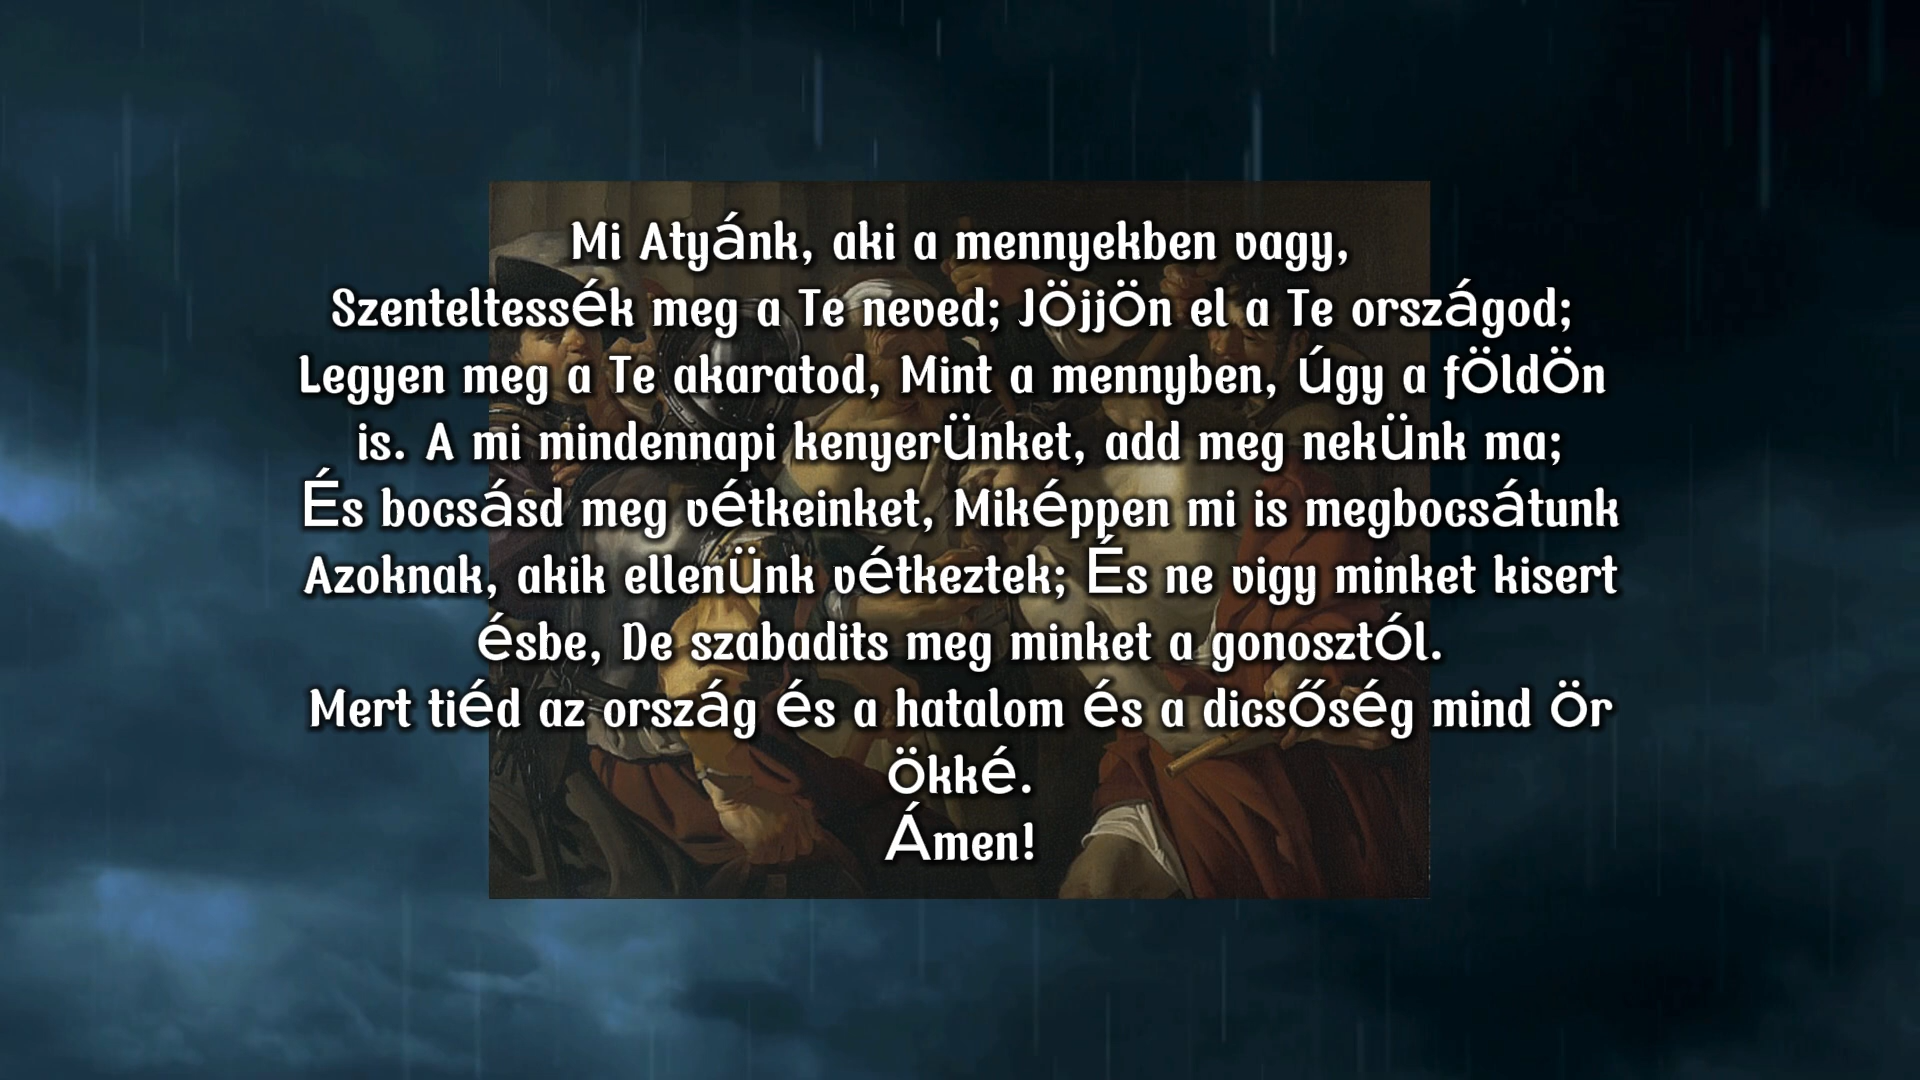 Mi Atyánk, aki a mennyekben vagy,
Szenteltessék meg a Te neved; Jöjjön el a Te országod;
Legyen meg a Te akaratod, Mint a mennyben, Úgy a földön
is. A mi mindennapi kenyerünket, add meg nekünk ma;
És bocsásd meg vétkeinket, Miképpen mi is megbocsátunk
Azoknak, akik ellenünk vétkeztek; És ne vigy minket kisert
ésbe, De szabadits meg minket a gonosztól.
Mert tiéd az ország és a hatalom és a dicsőség mind ör
ökké.
Ámen!